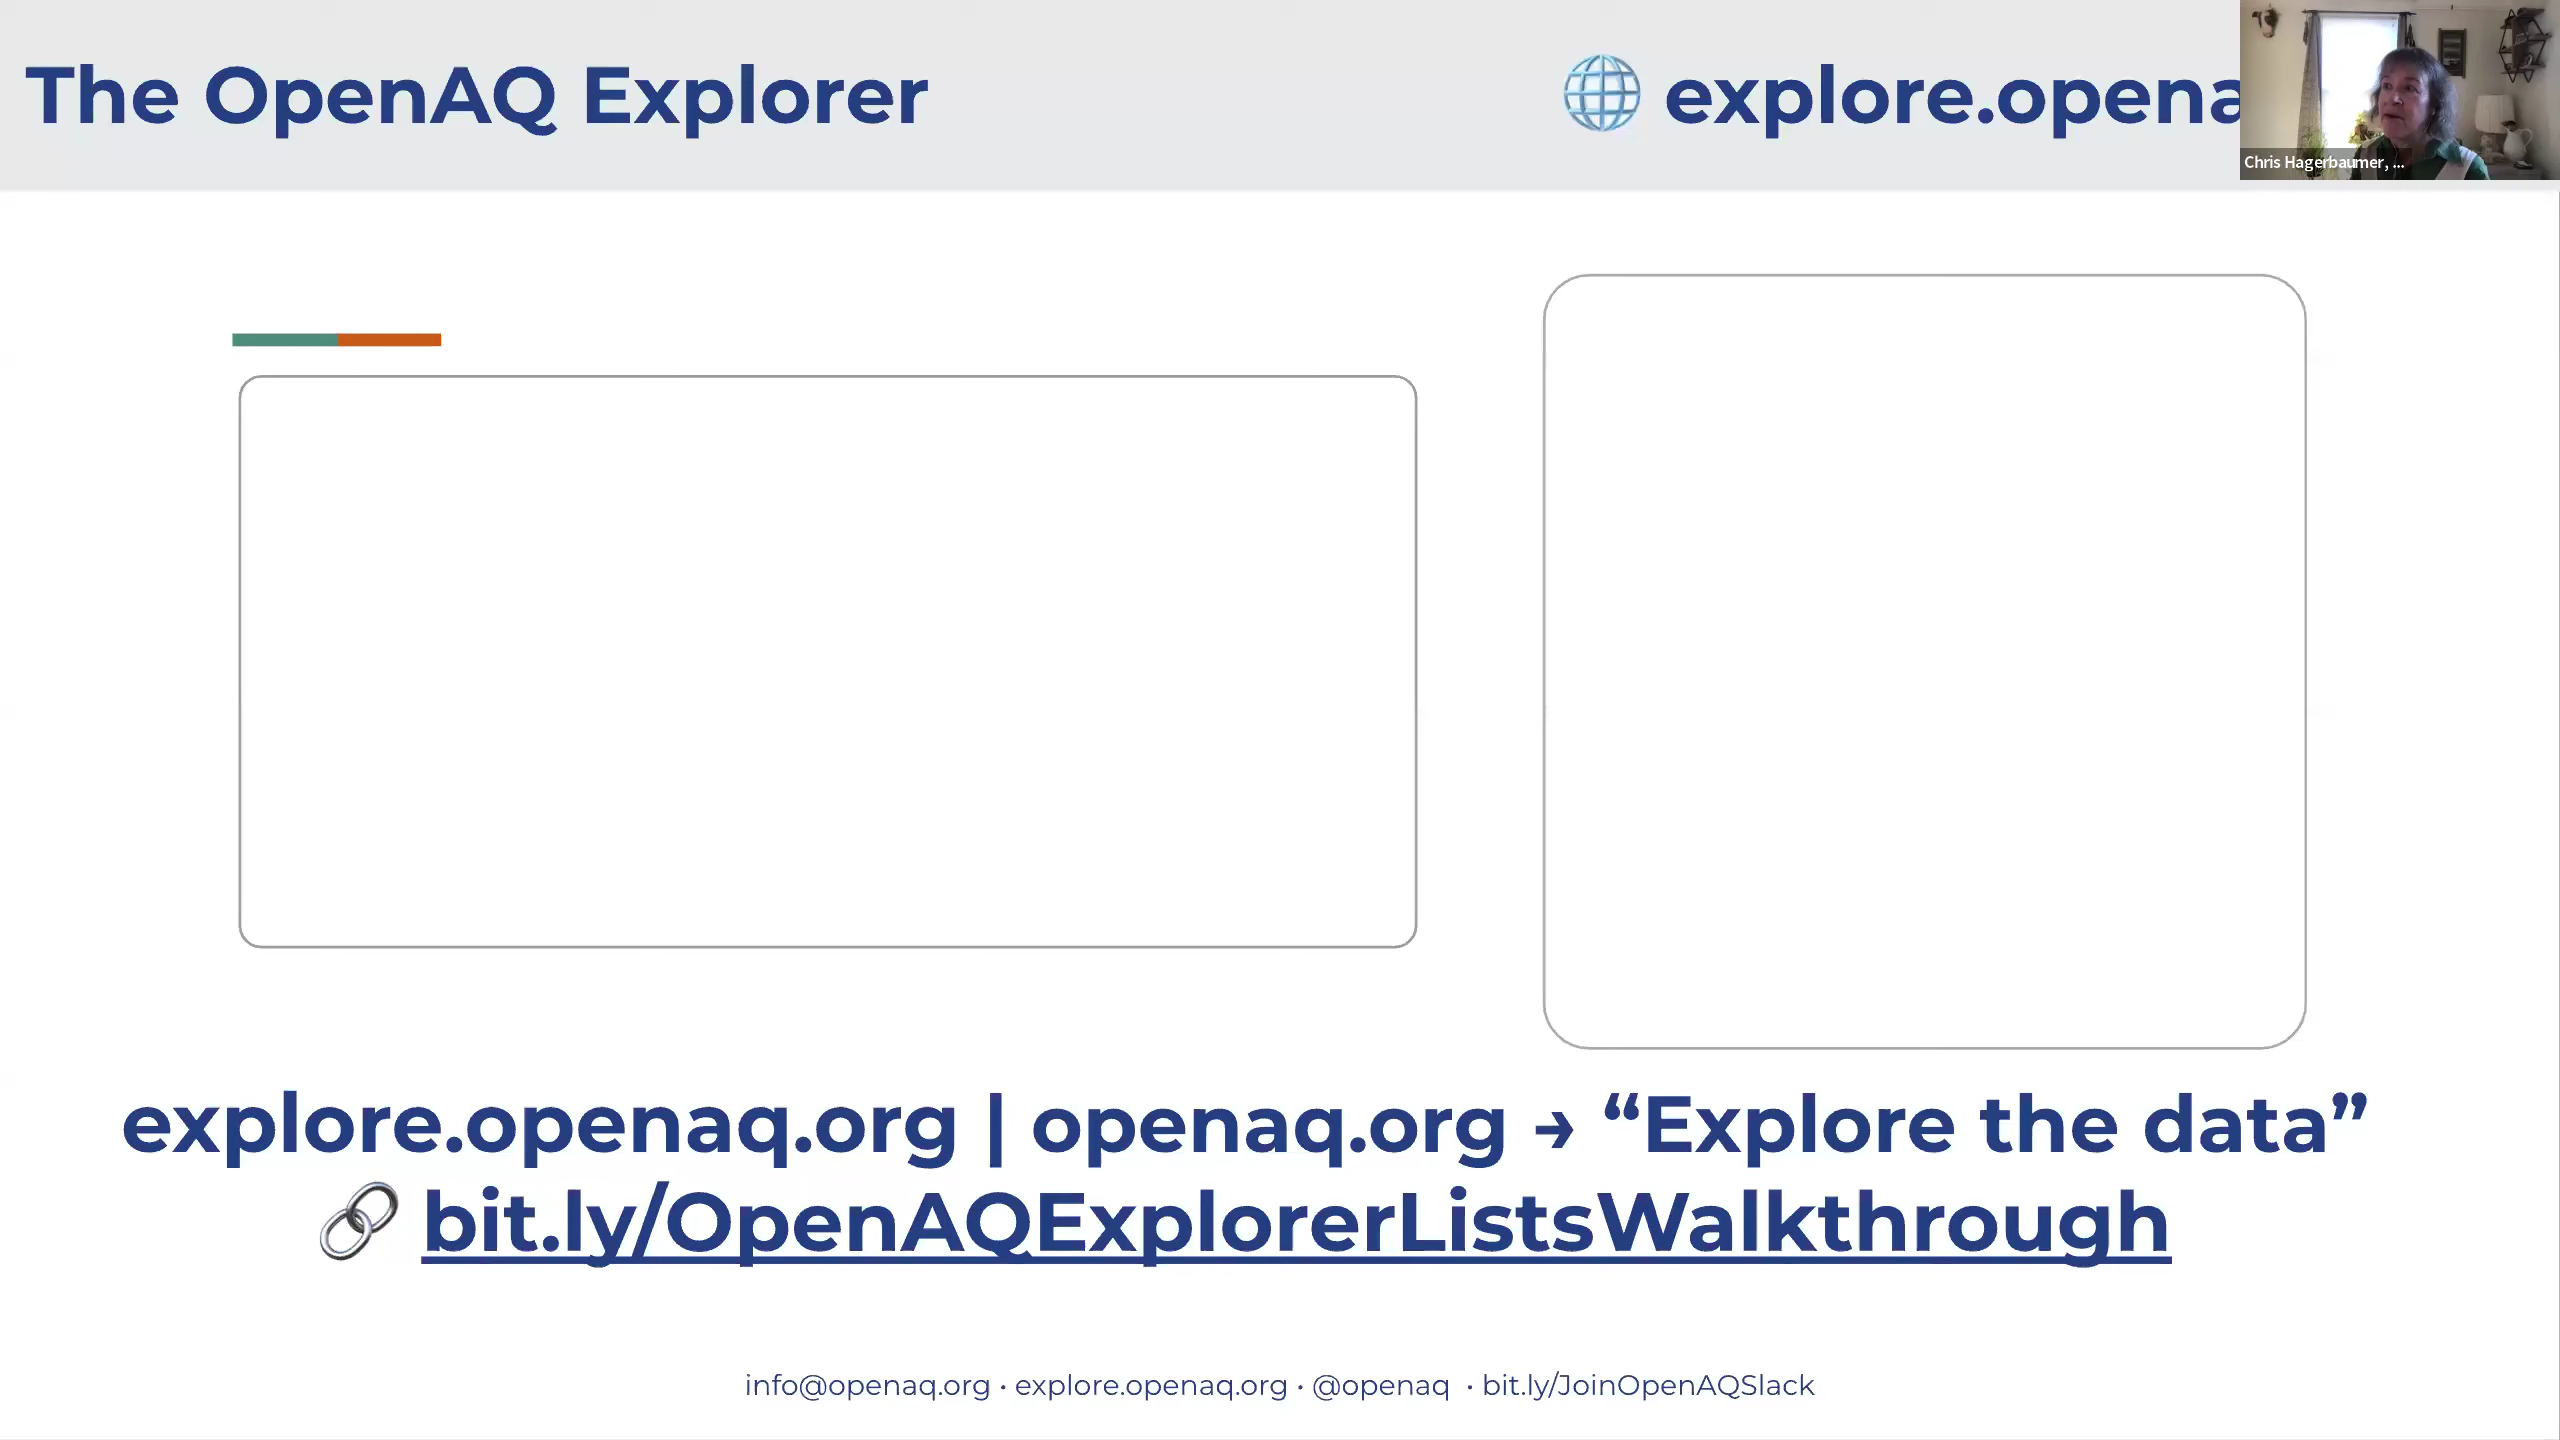 The OpenAQ Explorer
explore.opena
Chris Hagerbaumer, ...
explore.openaq.org | openaq.org → “Explore the data”
bit.ly/OpenAQExplorerListsWalkthrough
info@openaq.org • explore.openaq.org • @openaq • bit.ly/JoinOpenAQSlack